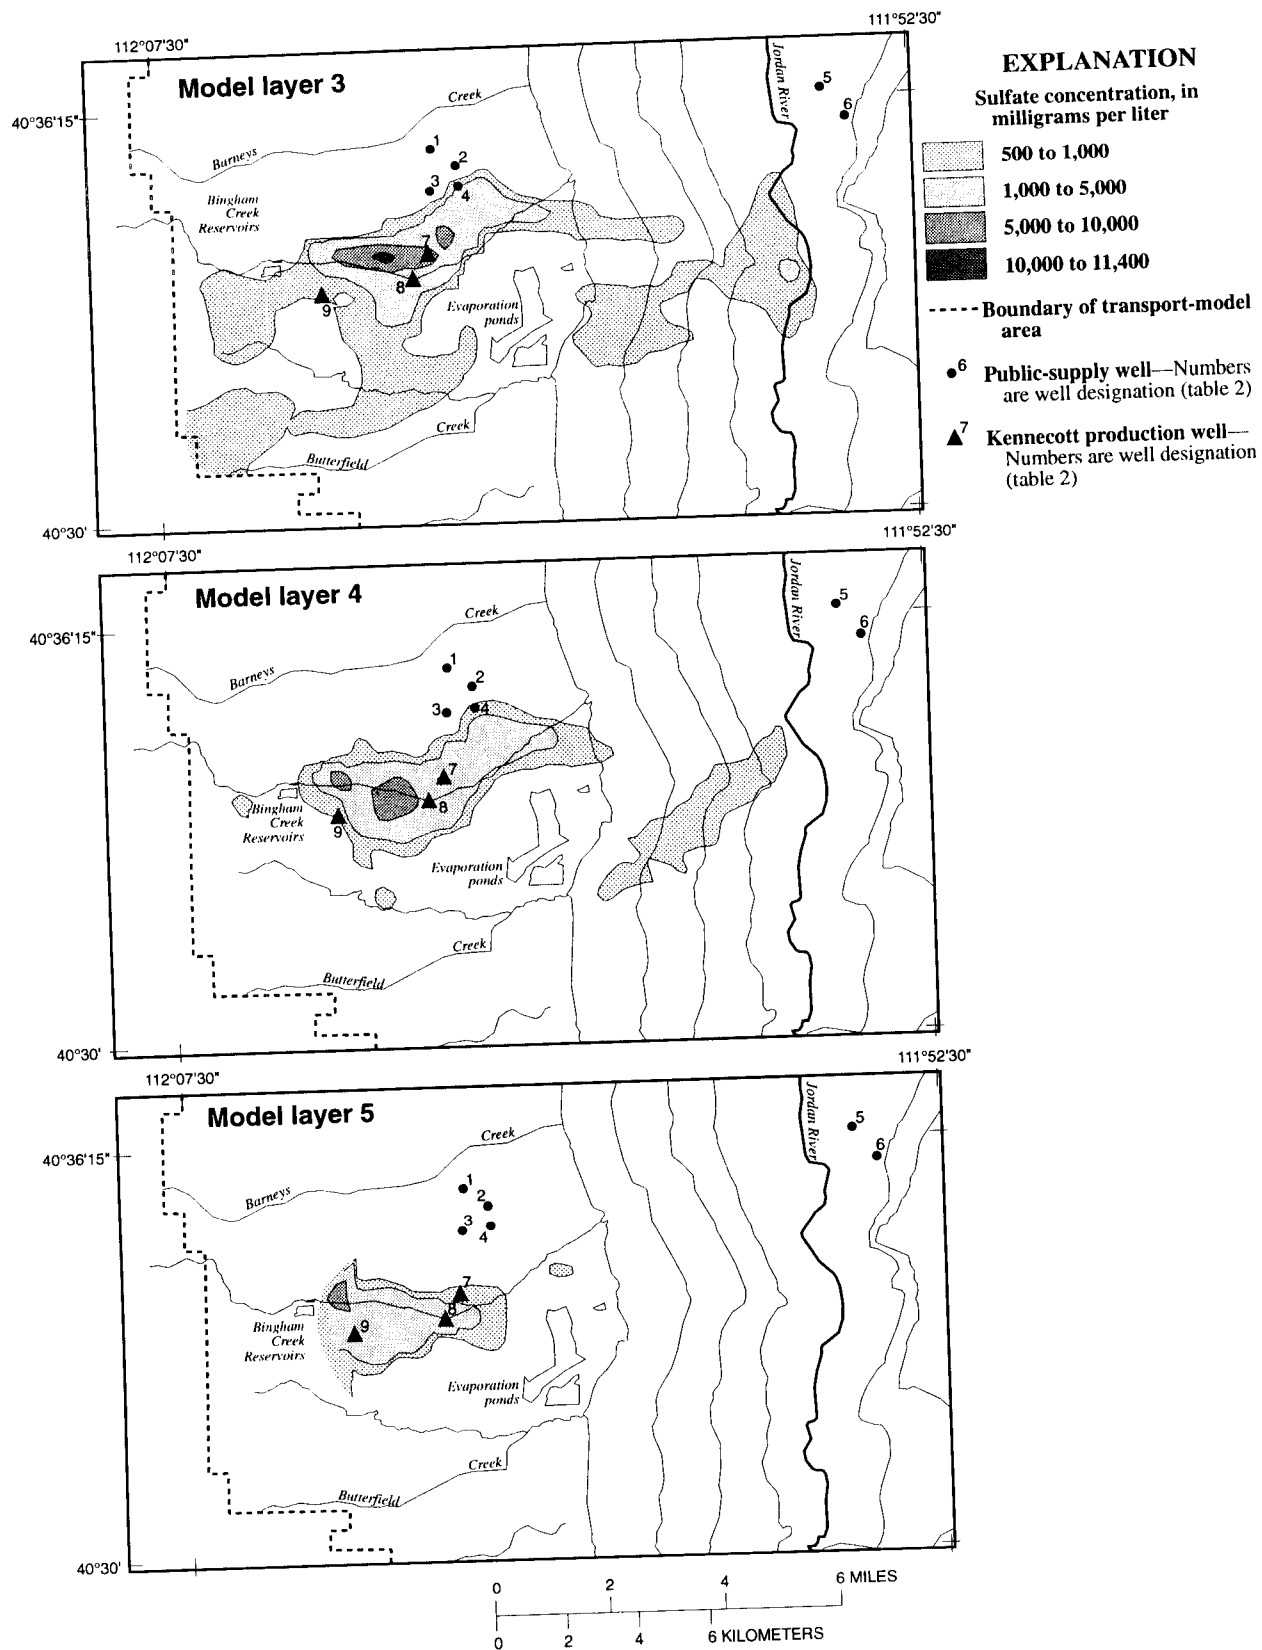 112°07'30"
111°52'30"
Model layer 3
40°36'15"
Barneys
Creek
Jordan River
5
6
1
2
3
4
Bingham
Creek
Reservoirs
7
8
9
Evaporation
ponds
Creek
Butterfield
40°30'
EXPLANATION
Sulfate concentration, in
milligrams per liter
500 to 1,000
1,000 to 5,000
5,000 to 10,000
10,000 to 11,400
Boundary of transport-model
area
6 Public-supply well—Numbers
are well designation (table 2)
7 Kennecott production well—
Numbers are well designation
(table 2)
112°07'30"
111°52'30"
Model layer 4
40°36'15"
Barneys
Creek
Jordan River
5
6
1
2
3
4
7
8
9
Bingham
Creek
Reservoirs
Evaporation
ponds
Creek
Butterfield
40°30'
112°07'30"
111°52'30"
Model layer 5
40°36'15"
Barneys
Creek
Jordan River
5
6
1
2
3
4
7
8
9
Bingham
Creek
Reservoirs
Evaporation
ponds
Creek
Butterfield
40°30'
0 2 4 6 MILES
0 2 4 6 KILOMETERS